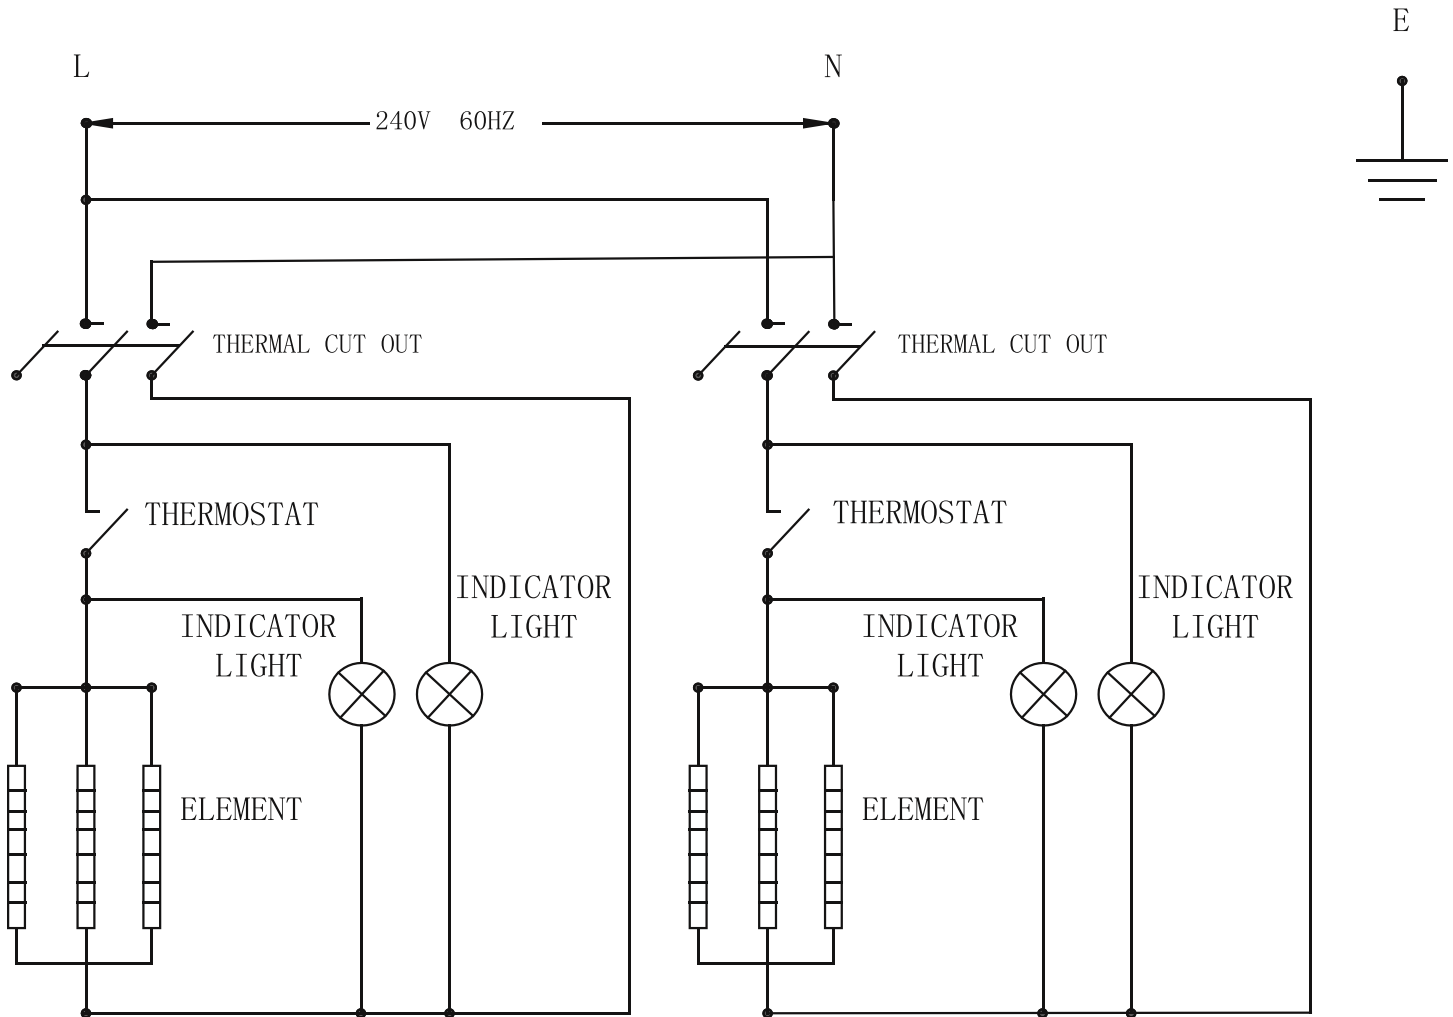 E
L
N
240V 60HZ
THERMAL CUT OUT
THERMAL CUT OUT
THERMOSTAT
THERMOSTAT
INDICATOR
LIGHT
INDICATOR
LIGHT
INDICATOR
LIGHT
INDICATOR
LIGHT
ELEMENT
ELEMENT